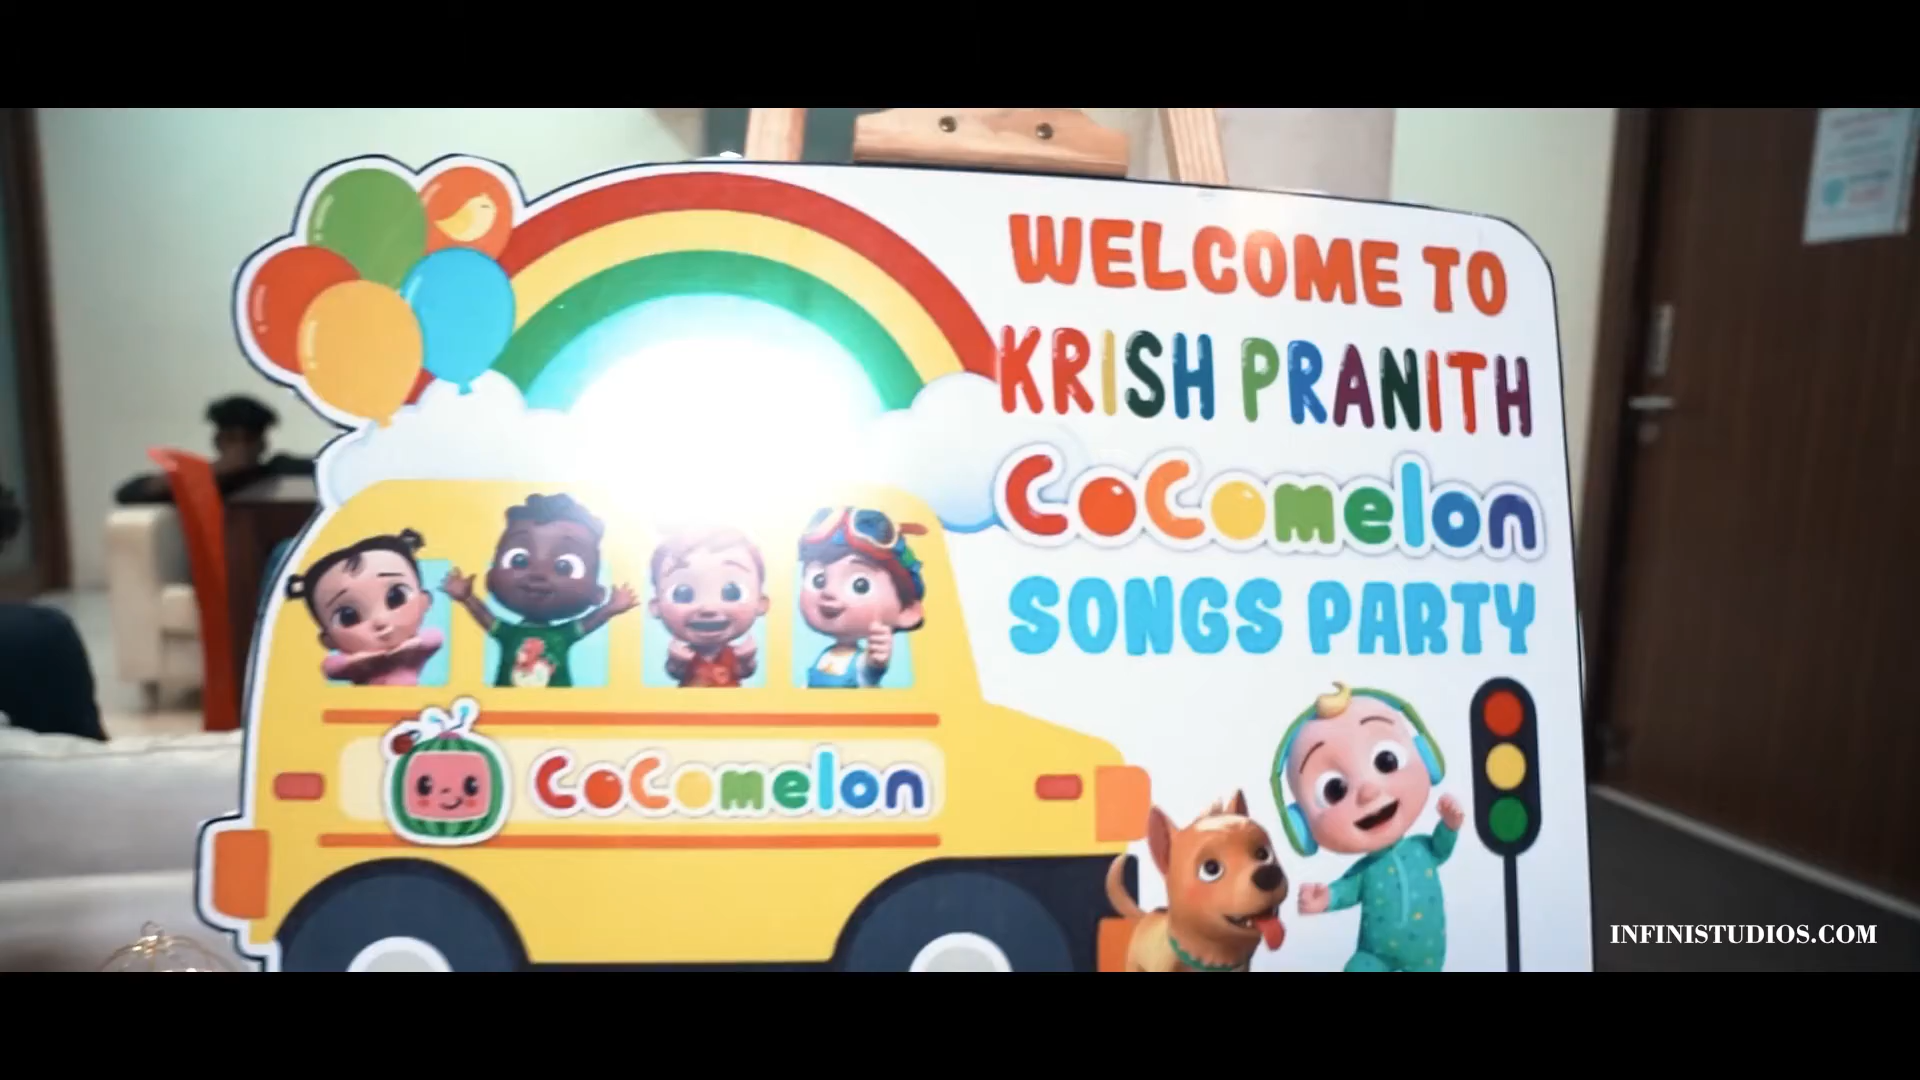 WELCOME TO
KRISH PRANITH
CoComelon
SONGS PARTY
CoComelon
INFINISTUDIOS.COM